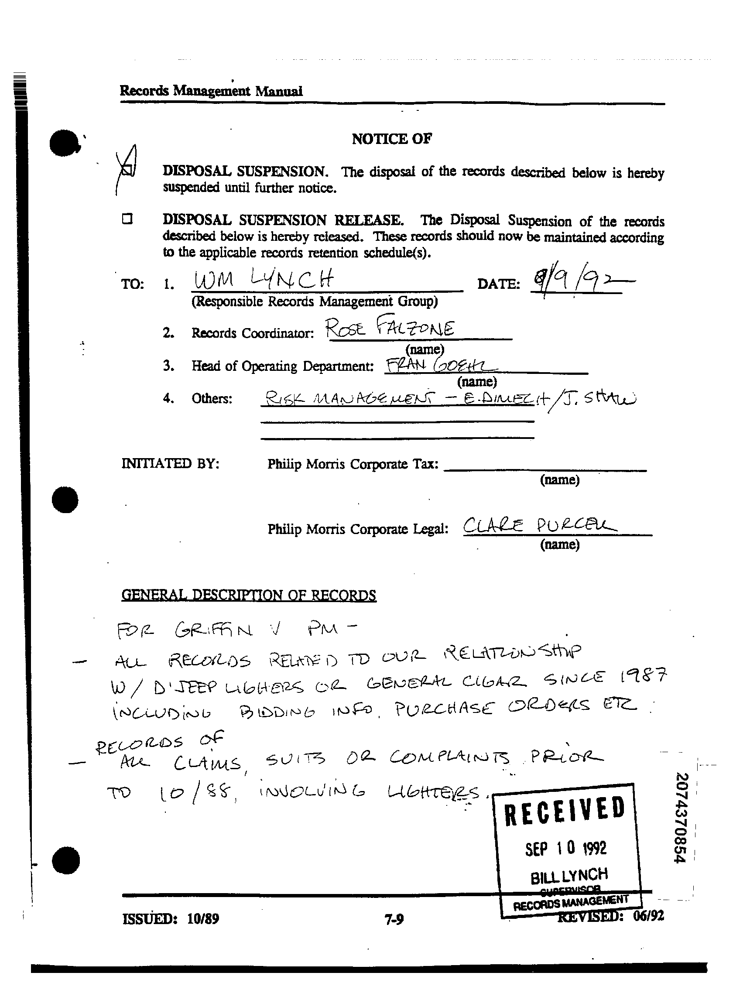 Records Management Manual
NOTICE OF
DISPOSAL SUSPENSION. The disposal of the records described below is hereby
suspended until further notice.
☐ DISPOSAL SUSPENSION RELEASE. The Disposal Suspension of the records
described below is hereby released. These records should now be maintained according
to the applicable records retention schedule(s).
TO: 1. WM LYNCH DATE: 9/9/92
(Responsible Records Management Group)
2. Records Coordinator: ROSE FALZONE
(name)
3. Head of Operating Department: FRAN GOEHL
(name)
4. Others: RISK MANAGEMENT - E. DIMECH/J. SHAW
INITIATED BY: Philip Morris Corporate Tax:
(name)
Philip Morris Corporate Legal: CLARE PURCELL
(name)
GENERAL DESCRIPTION OF RECORDS
FOR GRIFFIN V PM -
- ALL RECORDS RELATED TO OUR RELATIONSHIP
W/ D'JEEP LIGHERS OR GENERAL CIGAR SINCE 1987
INCLUDING BIDDING INFO, PURCHASE ORDERS ETC.
RECORDS OF
- ALL CLAIMS, SUITS OR COMPLAINTS PRIOR
TO 10/88, INVOLVING LIGHTERS.
RECEIVED
SEP 10 1992
BILL LYNCH
SUPERVISOR
RECORDS MANAGEMENT
2074370854
ISSUED: 10/89 7-9 REVISED: 06/92